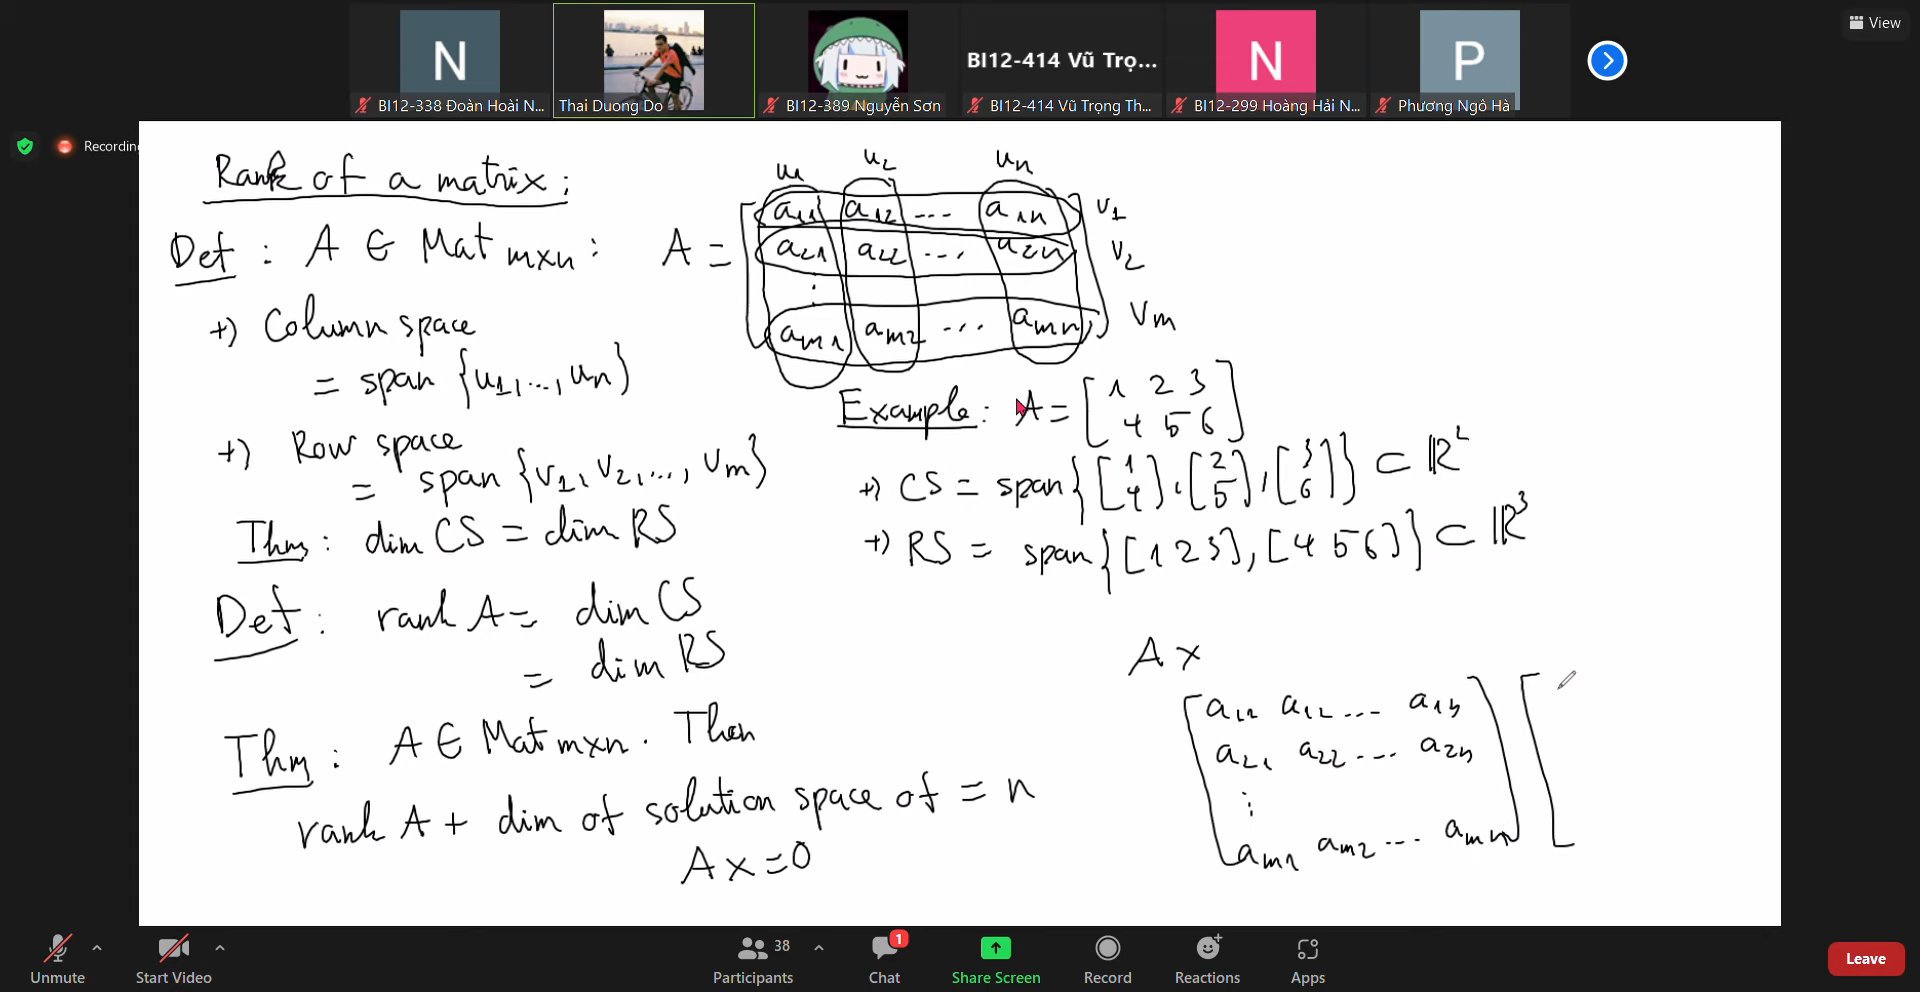 View
N
N
P
BI12-414 Vũ Trọ...
BI12-338 Đoàn Hoài N...
Thai Duong Do
BI12-389 Nguyễn Sơn
BI12-414 Vũ Trọng Th...
BI12-299 Hoàng Hải N...
Phương Ngô Hà
Recording
Rank of a matrix:
Def: A ∈ Mat m×n:
A = [a11 a12 ... a1n
a21 a22 ... a2n
⋮
am1 am2 ... amn]
u1 u2 un
v1
v2
vm
+) Column space
= span {u1, ..., un}
+) Row space
= span {v1, v2, ..., vm}
Thm: dim CS = dim RS
Def: rank A = dim CS
= dim RS
Thm: A ∈ Mat m×n. Then
rank A + dim of solution space of = n
Ax=0
Example: A = [1 2 3
4 5 6]
+) CS = span{[1 4], [2 5], [3 6]} ⊂ ℝ²
+) RS = span{[1 2 3], [4 5 6]} ⊂ ℝ³
Ax
[a11 a12 ... a1n
a21 a22 ... a2n
⋮
am1 am2 ... amn] [
Unmute
Start Video
38
Participants
1
Chat
Share Screen
Record
Reactions
Apps
Leave